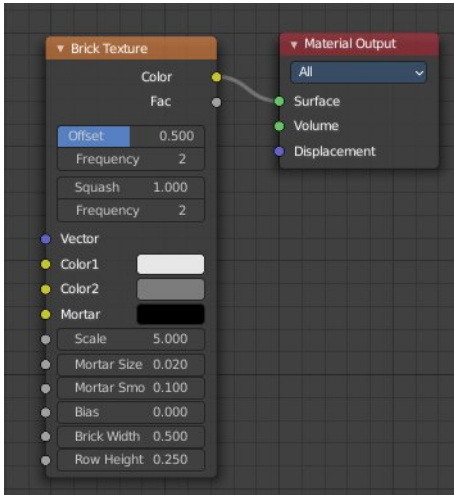 Brick Texture
Color
Fac
Offset 0.500
Frequency 2
Squash 1.000
Frequency 2
Vector
Color1
Color2
Mortar
Scale 5.000
Mortar Size 0.020
Mortar Smo 0.100
Bias 0.000
Brick Width 0.500
Row Height 0.250
Material Output
All
Surface
Volume
Displacement